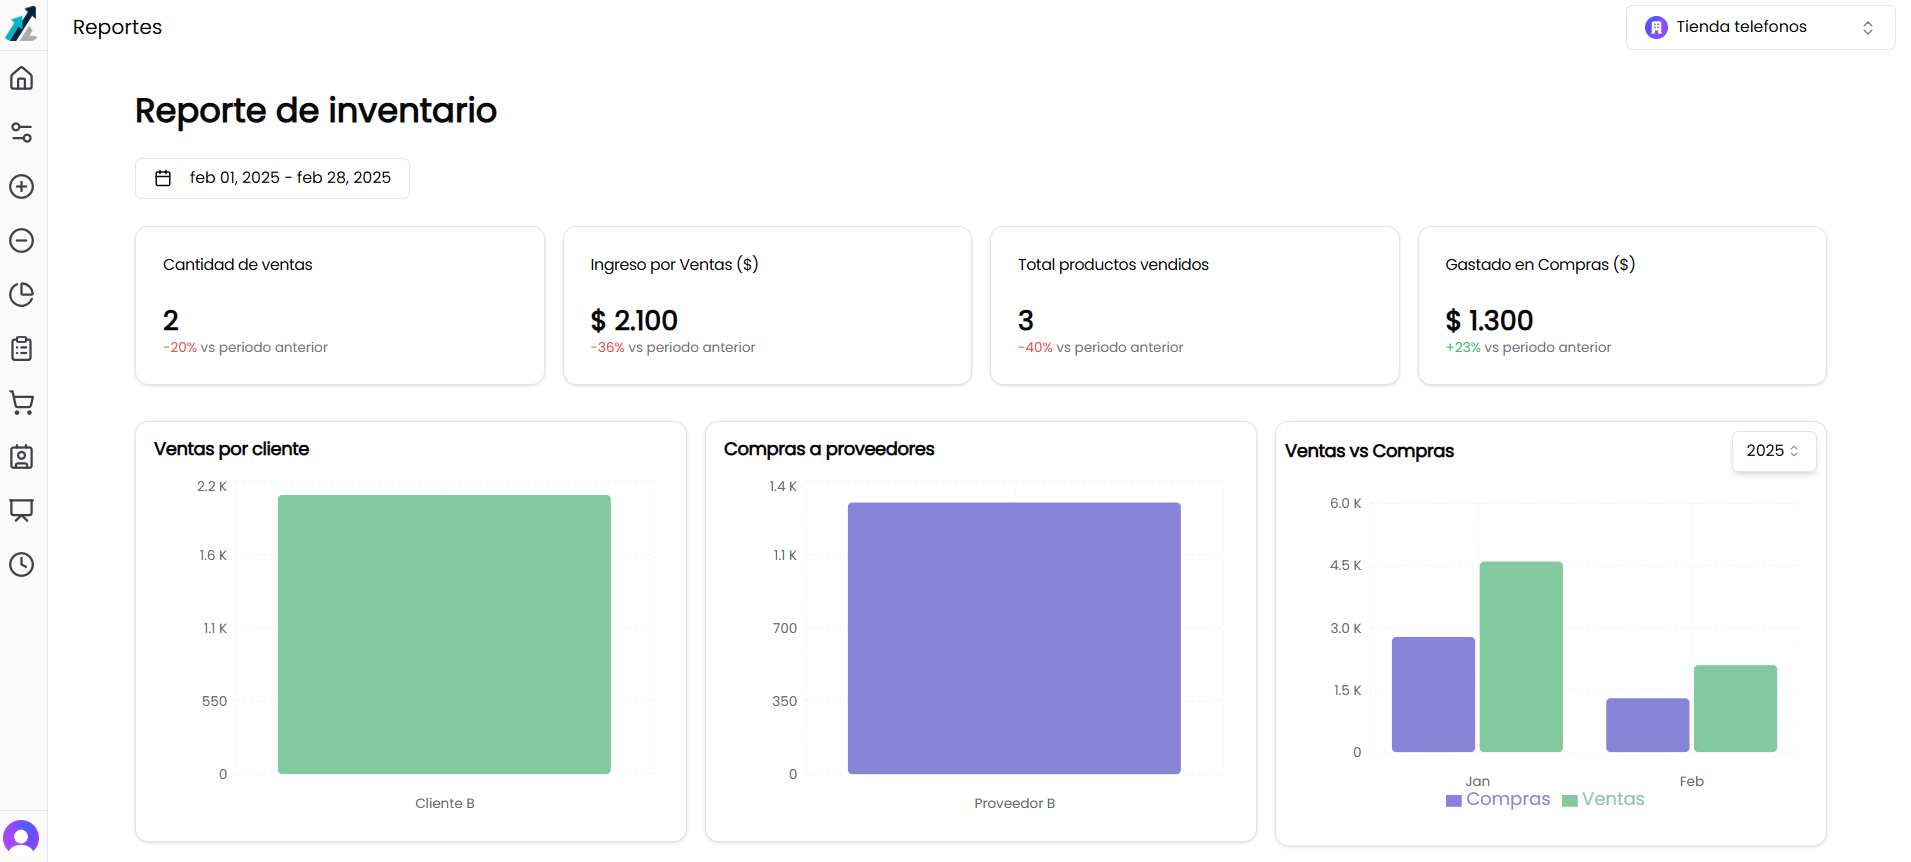 Reportes
Tienda telefonos
Reporte de inventario
feb 01, 2025 - feb 28, 2025
Cantidad de ventas
2
-20% vs periodo anterior
Ingreso por Ventas ($)
$ 2.100
-36% vs periodo anterior
Total productos vendidos
3
-40% vs periodo anterior
Gastado en Compras ($)
$ 1.300
+23% vs periodo anterior
Ventas por cliente
2.2 K
1.6 K
1.1 K
550
0
Cliente B
Compras a proveedores
1.4 K
1.1 K
700
350
0
Proveedor B
Ventas vs Compras
2025
6.0 K
4.5 K
3.0 K
1.5 K
0
Jan Feb
Compras Ventas